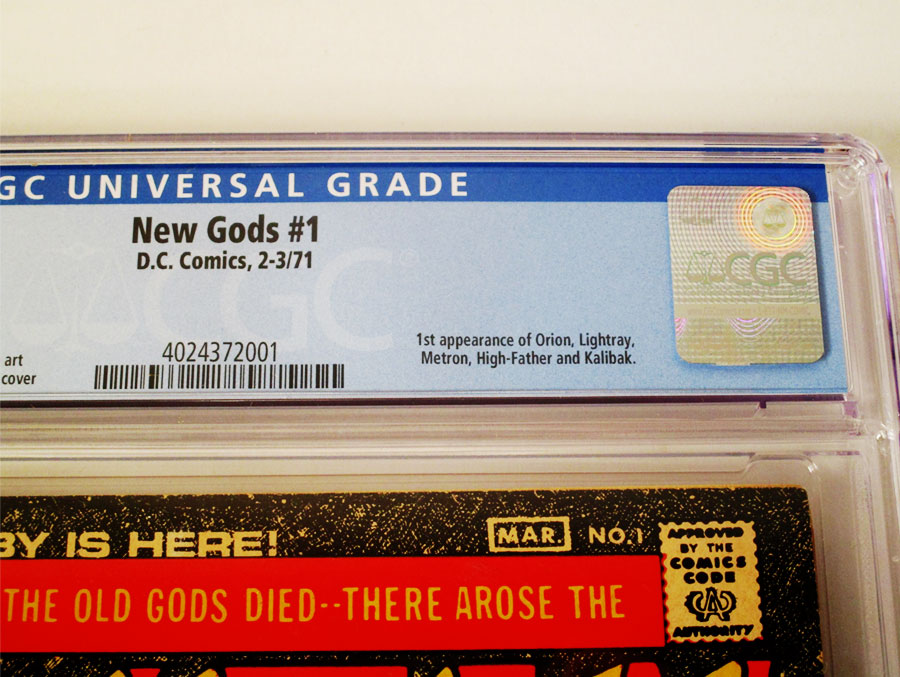 GC UNIVERSAL GRADE
New Gods #1
D.C. Comics, 2-3/71
CGC
CGC
art
cover
4024372001
1st appearance of Orion, Lightray,
Metron, High-Father and Kalibak.
BY IS HERE!
MAR.
NO.1
APPROVED
BY THE
COMICS
CODE
CA
AUTHORITY
THE OLD GODS DIED--THERE AROSE THE